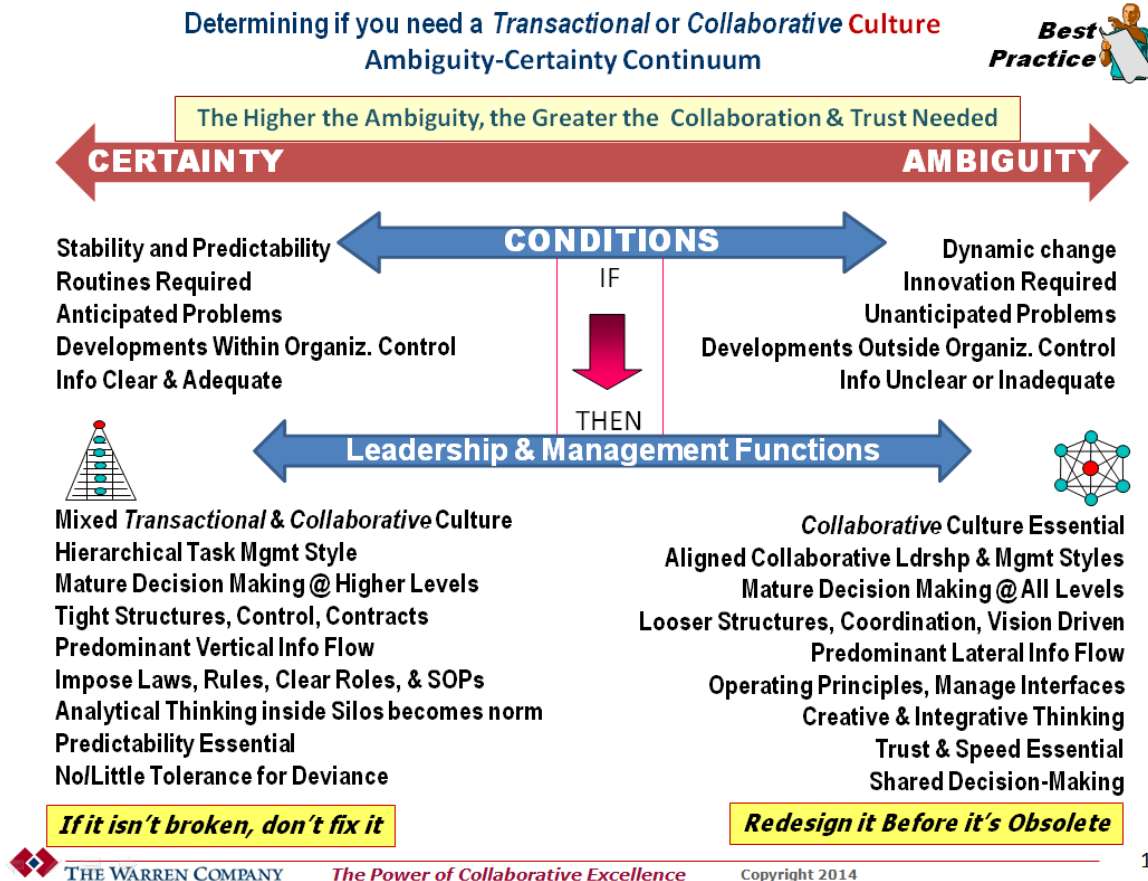 Determining if you need a Transactional or Collaborative Culture
Ambiguity-Certainty Continuum
Best
Practice
The Higher the Ambiguity, the Greater the Collaboration & Trust Needed
CERTAINTY
AMBIGUITY
CONDITIONS
Stability and Predictability
Routines Required
Anticipated Problems
Developments Within Organiz. Control
Info Clear & Adequate
IF
THEN
Dynamic change
Innovation Required
Unanticipated Problems
Developments Outside Organiz. Control
Info Unclear or Inadequate
Leadership & Management Functions
Mixed Transactional & Collaborative Culture
Hierarchical Task Mgmt Style
Mature Decision Making @ Higher Levels
Tight Structures, Control, Contracts
Predominant Vertical Info Flow
Impose Laws, Rules, Clear Roles, & SOPs
Analytical Thinking inside Silos becomes norm
Predictability Essential
No/Little Tolerance for Deviance
If it isn't broken, don't fix it
Collaborative Culture Essential
Aligned Collaborative Ldrshp & Mgmt Styles
Mature Decision Making @ All Levels
Looser Structures, Coordination, Vision Driven
Predominant Lateral Info Flow
Operating Principles, Manage Interfaces
Creative & Integrative Thinking
Trust & Speed Essential
Shared Decision-Making
Redesign it Before it's Obsolete
THE WARREN COMPANY
The Power of Collaborative Excellence
Copyright 2014
1